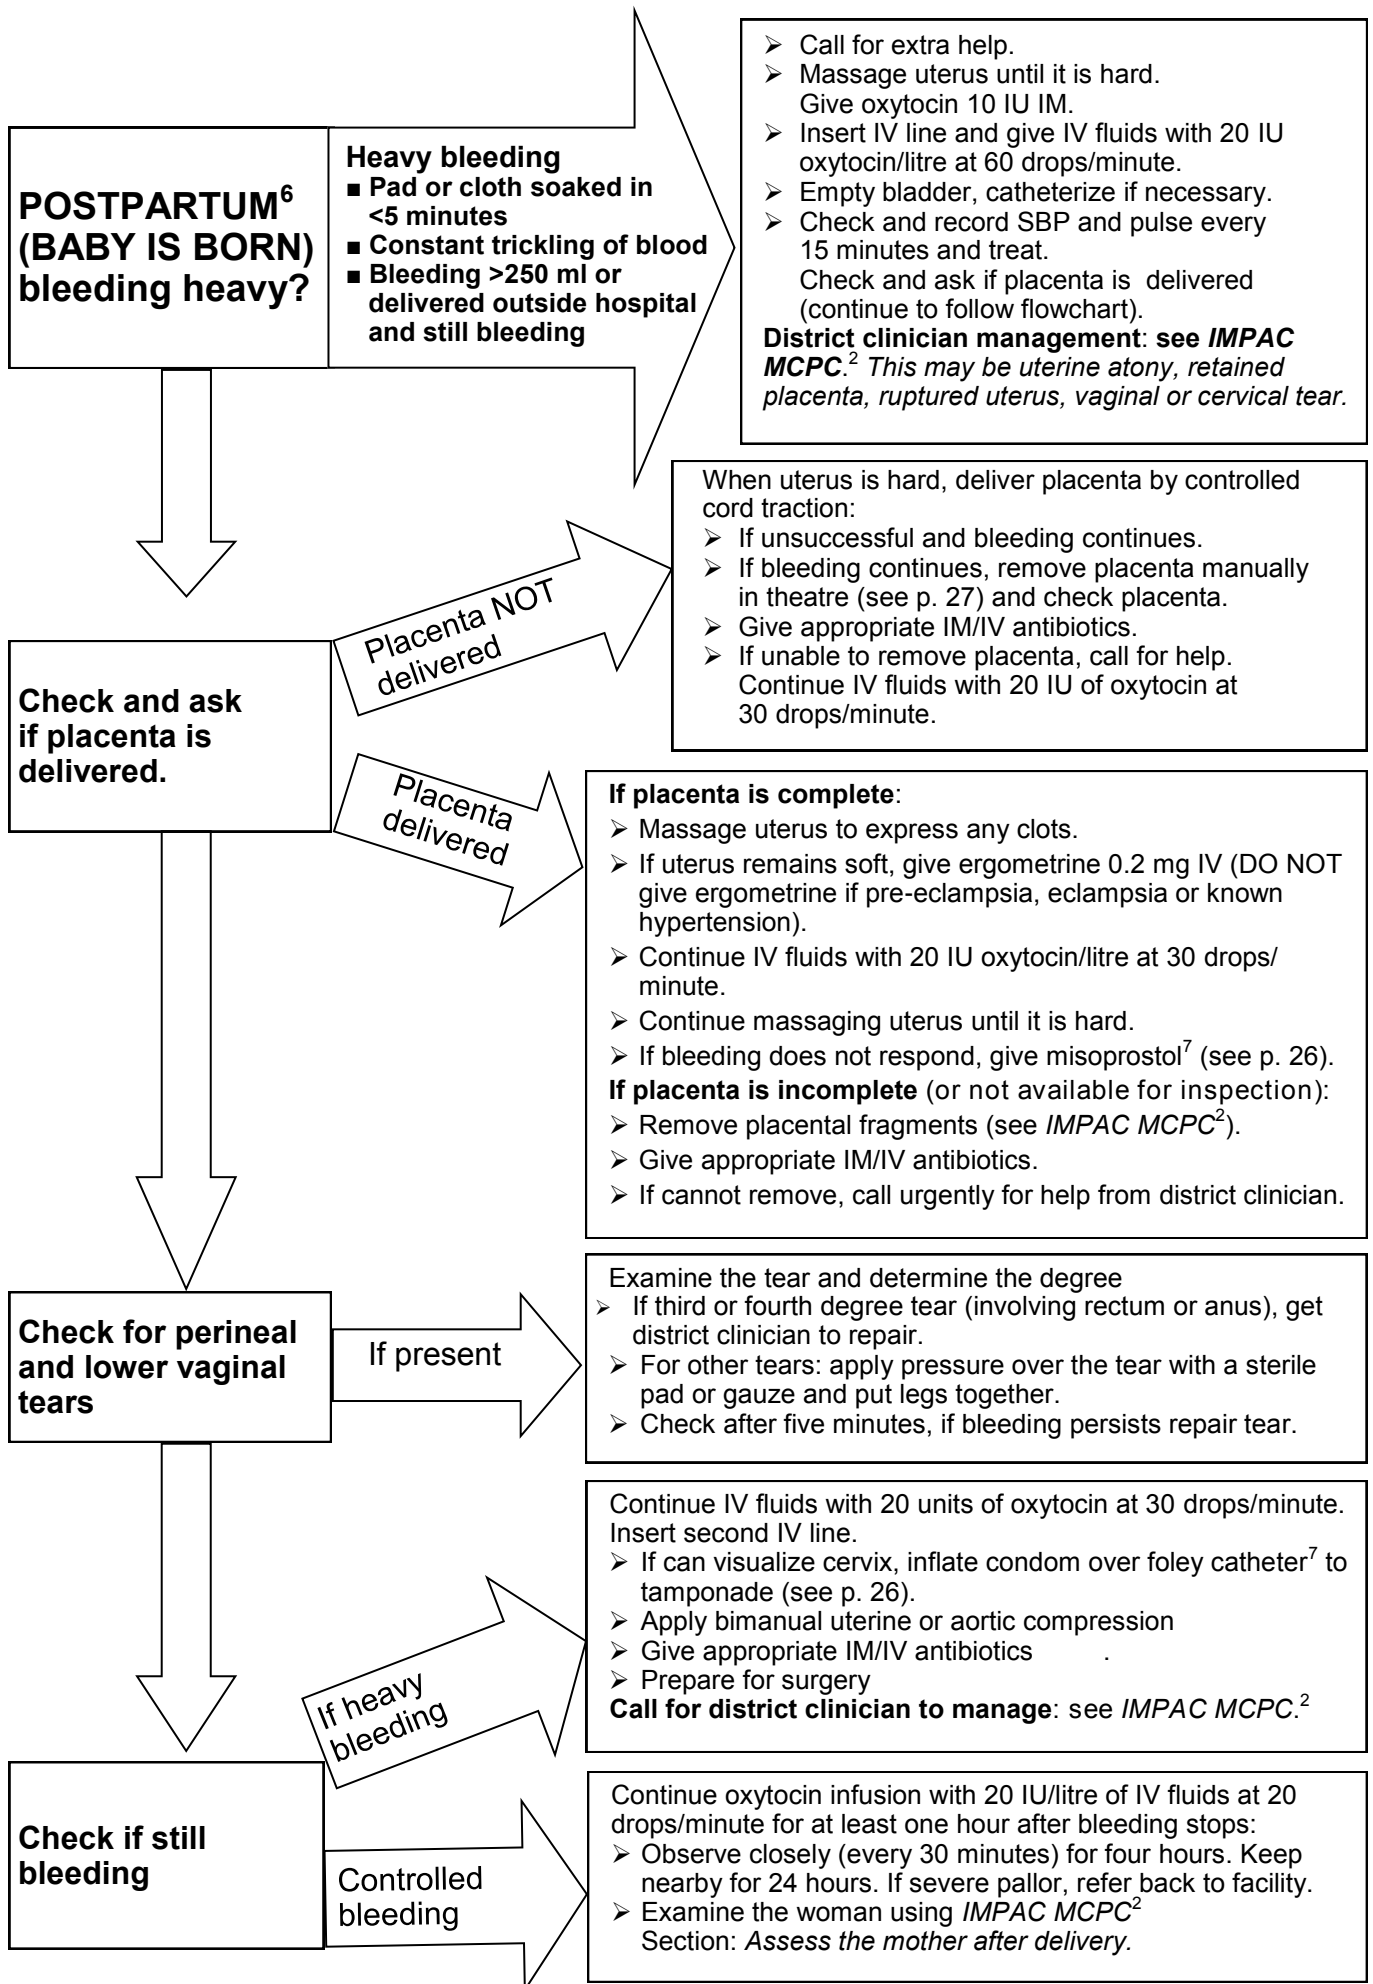 POSTPARTUM⁶
(BABY IS BORN)
bleeding heavy?
Heavy bleeding
■ Pad or cloth soaked in
<5 minutes
■ Constant trickling of blood
■ Bleeding >250 ml or
delivered outside hospital
and still bleeding
➢ Call for extra help.
➢ Massage uterus until it is hard.
Give oxytocin 10 IU IM.
➢ Insert IV line and give IV fluids with 20 IU
oxytocin/litre at 60 drops/minute.
➢ Empty bladder, catheterize if necessary.
➢ Check and record SBP and pulse every
15 minutes and treat.
Check and ask if placenta is delivered
(continue to follow flowchart).
District clinician management: see IMPAC
MCPC.² This may be uterine atony, retained
placenta, ruptured uterus, vaginal or cervical tear.
Check and ask
if placenta is
delivered.
Placenta NOT
delivered
When uterus is hard, deliver placenta by controlled
cord traction:
➢ If unsuccessful and bleeding continues.
➢ If bleeding continues, remove placenta manually
in theatre (see p. 27) and check placenta.
➢ Give appropriate IM/IV antibiotics.
➢ If unable to remove placenta, call for help.
Continue IV fluids with 20 IU of oxytocin at
30 drops/minute.
Placenta
delivered
If placenta is complete:
➢ Massage uterus to express any clots.
➢ If uterus remains soft, give ergometrine 0.2 mg IV (DO NOT
give ergometrine if pre-eclampsia, eclampsia or known
hypertension).
➢ Continue IV fluids with 20 IU oxytocin/litre at 30 drops/
minute.
➢ Continue massaging uterus until it is hard.
➢ If bleeding does not respond, give misoprostol⁷ (see p. 26).
If placenta is incomplete (or not available for inspection):
➢ Remove placental fragments (see IMPAC MCPC²).
➢ Give appropriate IM/IV antibiotics.
➢ If cannot remove, call urgently for help from district clinician.
Check for perineal
and lower vaginal
tears
If present
Examine the tear and determine the degree
➢ If third or fourth degree tear (involving rectum or anus), get
district clinician to repair.
➢ For other tears: apply pressure over the tear with a sterile
pad or gauze and put legs together.
➢ Check after five minutes, if bleeding persists repair tear.
Check if still
bleeding
If heavy
bleeding
Continue IV fluids with 20 units of oxytocin at 30 drops/minute.
Insert second IV line.
➢ If can visualize cervix, inflate condom over foley catheter⁷ to
tamponade (see p. 26).
➢ Apply bimanual uterine or aortic compression
➢ Give appropriate IM/IV antibiotics .
➢ Prepare for surgery
Call for district clinician to manage: see IMPAC MCPC.²
Controlled
bleeding
Continue oxytocin infusion with 20 IU/litre of IV fluids at 20
drops/minute for at least one hour after bleeding stops:
➢ Observe closely (every 30 minutes) for four hours. Keep
nearby for 24 hours. If severe pallor, refer back to facility.
➢ Examine the woman using IMPAC MCPC²
Section: Assess the mother after delivery.